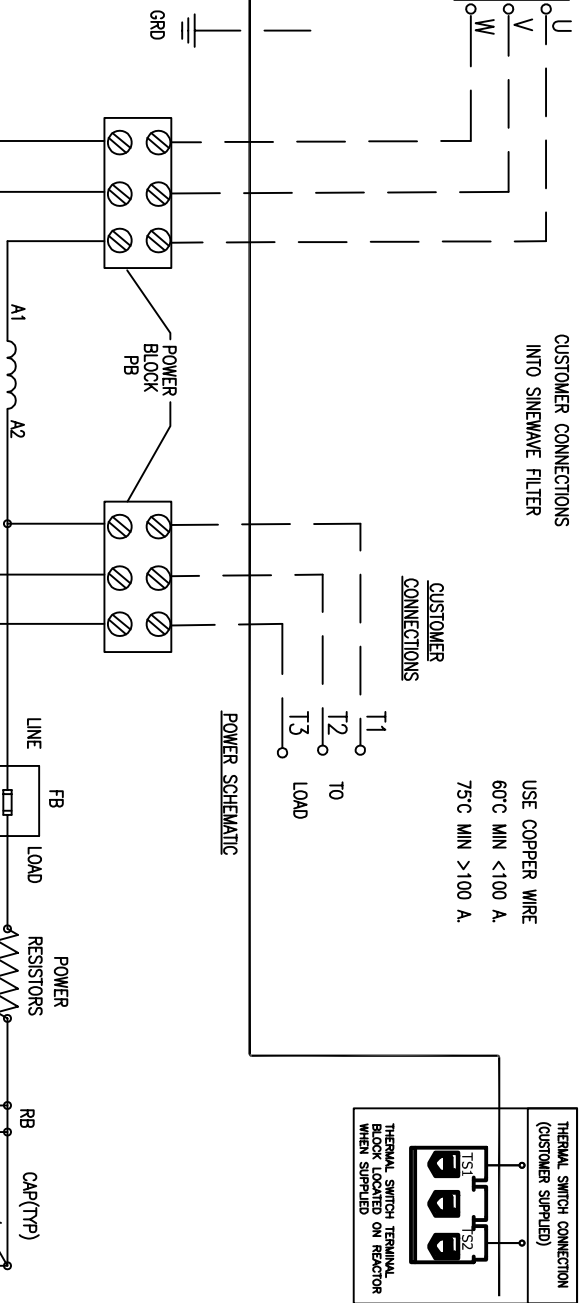 U
V
W
GRD
CUSTOMER CONNECTIONS
INTO SINEWAVE FILTER
POWER
BLOCK
PB
A1
A2
CUSTOMER
CONNECTIONS
T1
T2
T3
TO
LOAD
USE COPPER WIRE
60°C MIN <100 A.
75°C MIN >100 A.
POWER SCHEMATIC
LINE
FB
LOAD
POWER
RESISTORS
RB
CAP(TYP)
THERMAL SWITCH CONNECTION
(CUSTOMER SUPPLIED)
TS1
TS2
THERMAL SWITCH TERMINAL
BLOCK LOCATED ON REACTOR
WHEN SUPPLIED